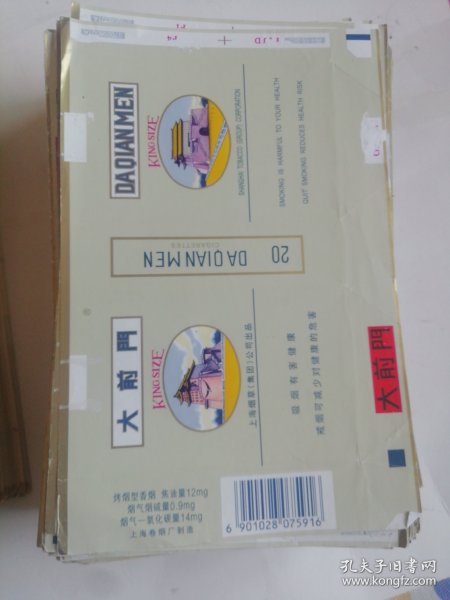 DAQIANMEN
KING SIZE
SHANGHAI TOBACCO (GROUP) CORPORATION
SMOKING IS HARMFUL TO YOUR HEALTH
QUIT SMOKING REDUCES HEALTH RISK
20 DAQIANMEN
CIGARETTES
大前門
KING SIZE
上海烟草(集团)公司出品
吸烟有害健康
戒烟可减少对健康的危害
大前門
烤烟型香烟 焦油量12mg
烟气烟碱量0.9mg
烟气一氧化碳量14mg
上海卷烟厂制造
6 901028 075916
孔夫子旧书网
www.kongfz.com